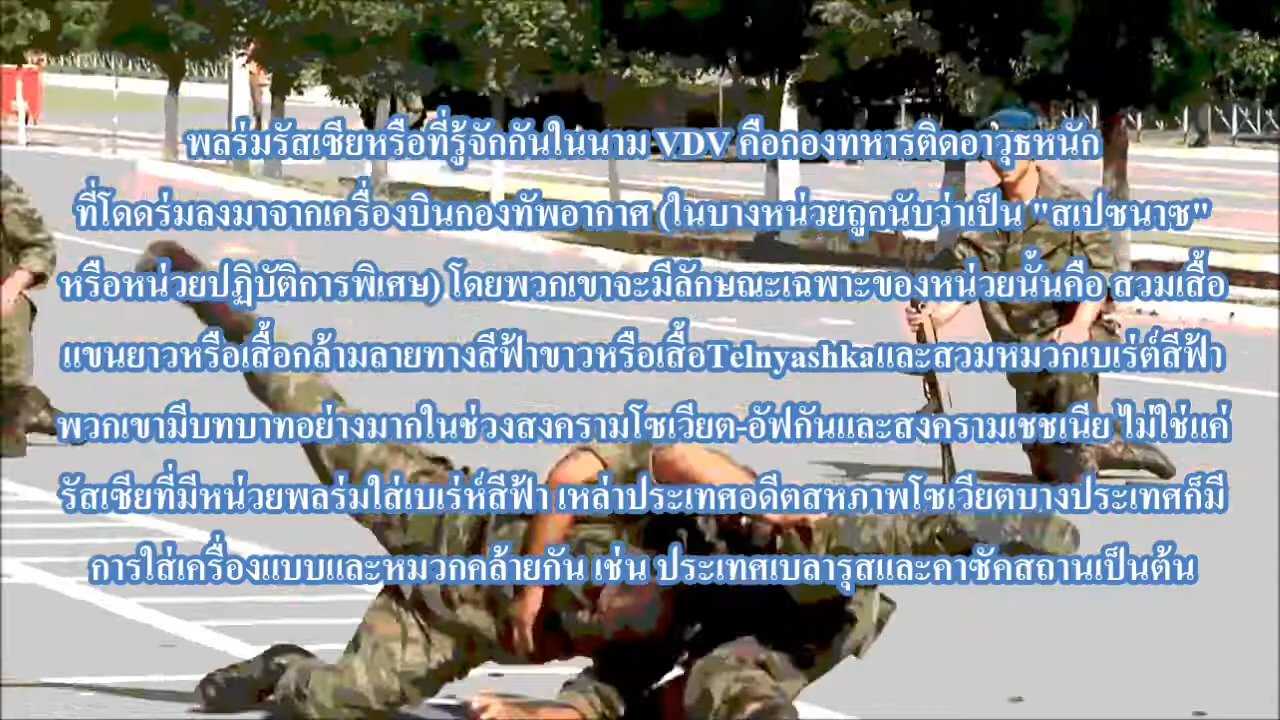 พลร่มรัสเซียหรือที่รู้จักกันในนาม VDV คือกองทหารติดอาวุธหนัก
ที่โดดร่มลงมาจากเครื่องบินกองทัพอากาศ (ในบางหน่วยถูกนับว่าเป็น "สเปซนาซ"
หรือหน่วยปฏิบัติการพิเศษ) โดยพวกเขาจะมีลักษณะเฉพาะของหน่วยนั้นคือ สวมเสื้อ
แขนยาวหรือเสื้อกล้ามลายทางสีฟ้าขาวหรือเสื้อTelnyashkaและสวมหมวกเบเร่ต์สีฟ้า
พวกเขามีบทบาทอย่างมากในช่วงสงครามโซเวียต-อัฟกันและสงครามเชชเนีย ไม่ใช่แค่
รัสเซียที่มีหน่วยพลร่มใส่เบเร่ห์สีฟ้า เหล่าประเทศอดีตสหภาพโซเวียตบางประเทศก็มี
การใส่เครื่องแบบและหมวกคล้ายกัน เช่น ประเทศเบลารุสและคาซัคสถานเป็นต้น